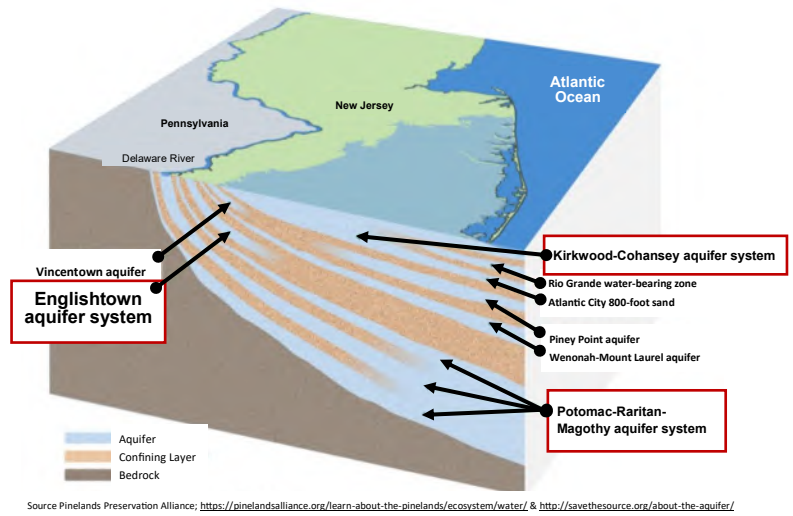 Atlantic
Ocean
New Jersey
Pennsylvania
Delaware River
Kirkwood-Cohansey aquifer system
Vincentown aquifer
Rio Grande water-bearing zone
Englishtown
aquifer system
Atlantic City 800-foot sand
Piney Point aquifer
Wenonah-Mount Laurel aquifer
Potomac-Raritan-
Magothy aquifer system
Aquifer
Confining Layer
Bedrock
Source Pinelands Preservation Alliance; https://pinelandsalliance.org/learn-about-the-pinelands/ecosystem/water/ & http://savethesource.org/about-the-aquifer/